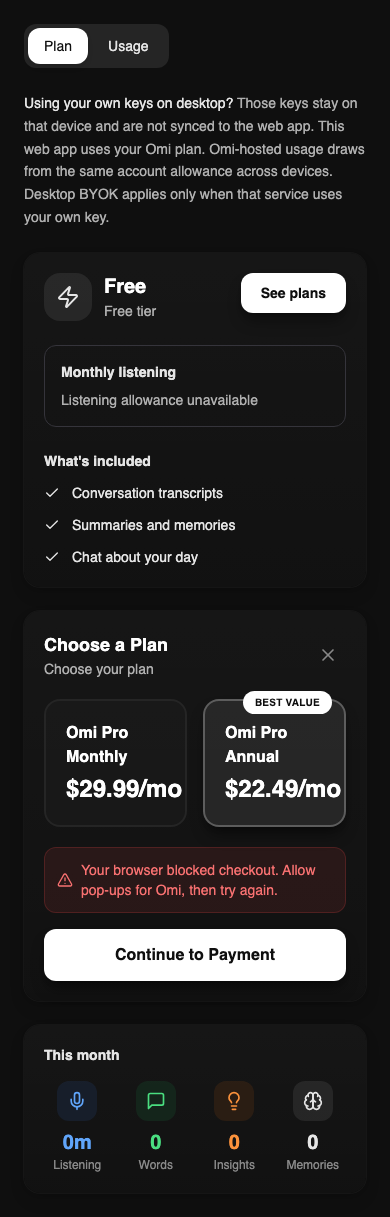 Plan
Usage
Using your own keys on desktop? Those keys stay on
that device and are not synced to the web app. This
web app uses your Omi plan. Omi-hosted usage draws
from the same account allowance across devices.
Desktop BYOK applies only when that service uses
your own key.
Free
Free tier
See plans
Monthly listening
Listening allowance unavailable
What's included
Conversation transcripts
Summaries and memories
Chat about your day
Choose a Plan
Choose your plan
BEST VALUE
Omi Pro
Monthly
$29.99/mo
Omi Pro
Annual
$22.49/mo
Your browser blocked checkout. Allow
pop-ups for Omi, then try again.
Continue to Payment
This month
0m
Listening
0
Words
0
Insights
0
Memories